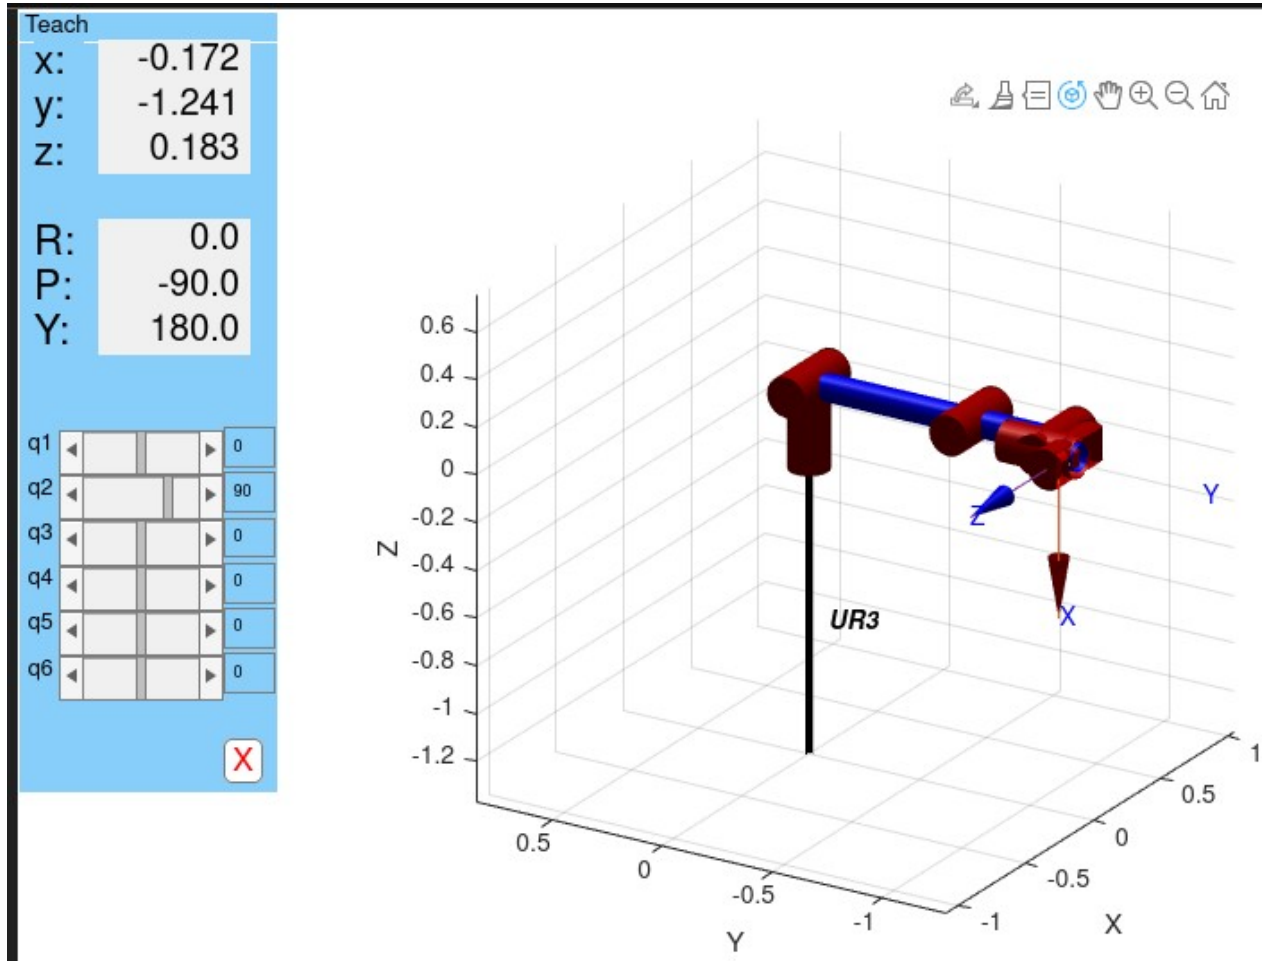 Teach
x: -0.172
y: -1.241
z: 0.183
R: 0.0
P: -90.0
Y: 180.0
q1 0
q2 90
q3 0
q4 0
q5 0
q6 0
X
0.6
0.4
0.2
0
-0.2
-0.4
-0.6
-0.8
-1
-1.2
Z
UR3
Z
X
Y
0.5
0
-0.5
-1
Y
-1
-0.5
0
0.5
1
X